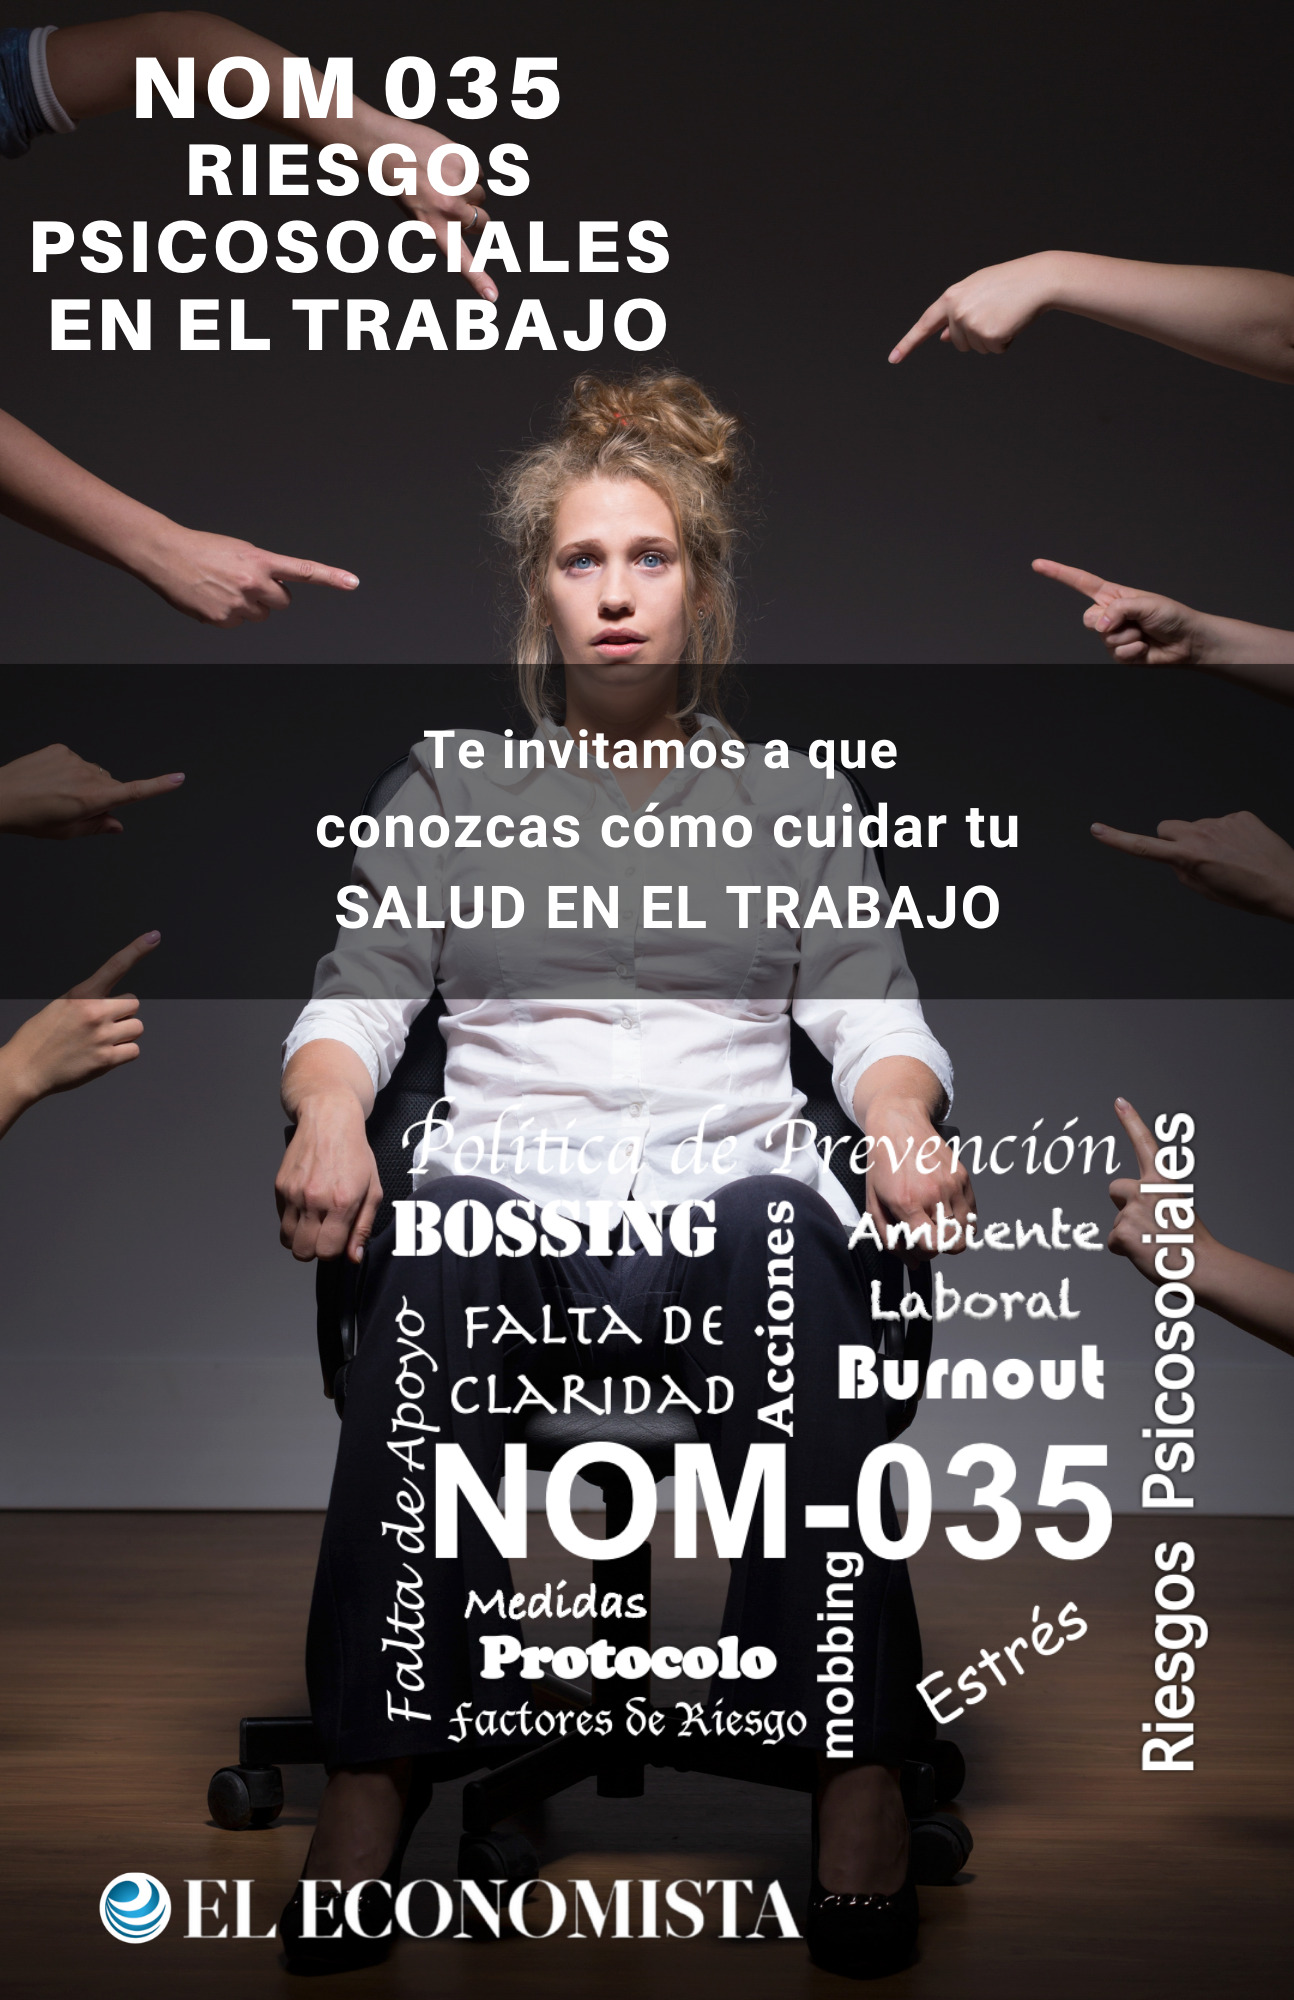 NOM 035
RIESGOS
PSICOSOCIALES
EN EL TRABAJO
Te invitamos a que
conozcas cómo cuidar tu
SALUD EN EL TRABAJO
Política de Prevención
BOSSING
Acciones
Ambiente
Laboral
FALTA DE
CLARIDAD
Burnout
Falta de Apoyo
Riesgos Psicosociales
NOM-035
Medidas
Protocolo
Factores de Riesgo
mobbing
Estrés
EL ECONOMISTA